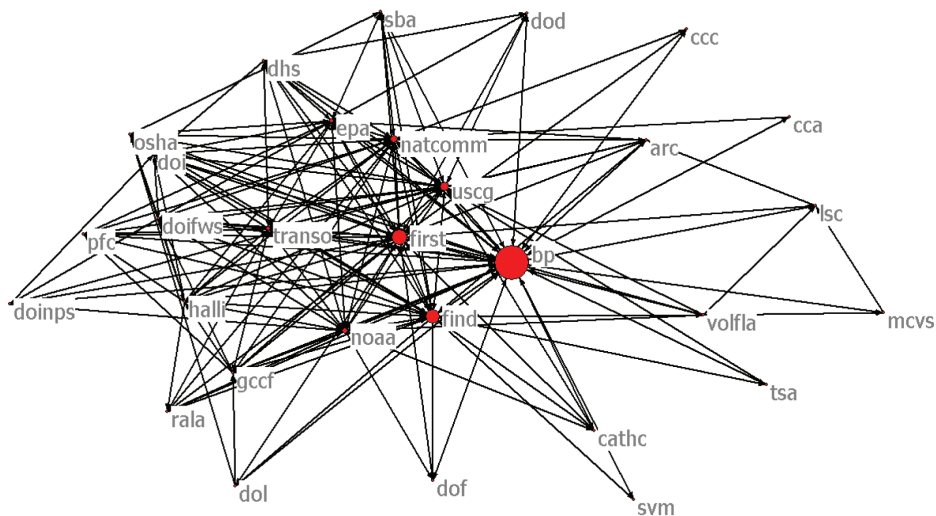 sba
dod
ccc
dhs
epa
cca
osha
natcomm
arc
doi
uscg
lsc
doifws
transo
first
pfc
bp
doinps
halli
find
volfla
mcvs
noaa
gccf
tsa
rala
cathc
dol
dof
svm